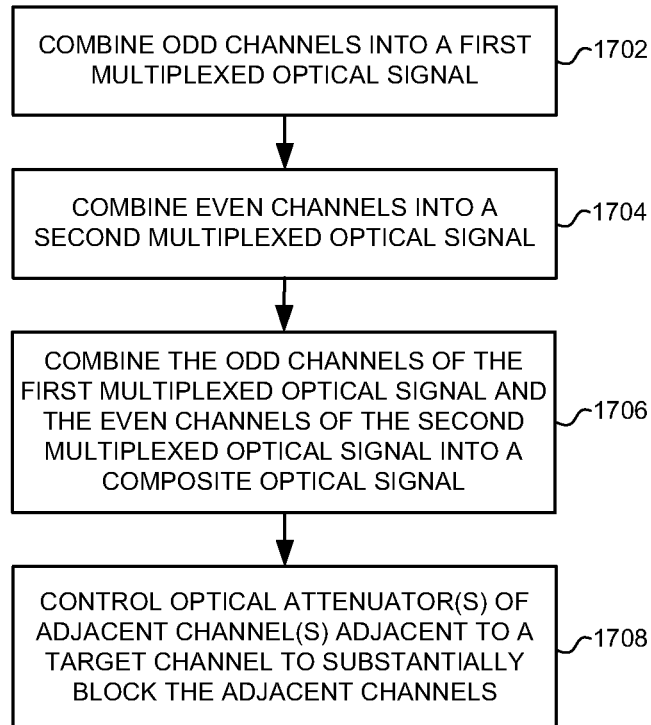 COMBINE ODD CHANNELS INTO A FIRST
MULTIPLEXED OPTICAL SIGNAL
1702
COMBINE EVEN CHANNELS INTO A
SECOND MULTIPLEXED OPTICAL SIGNAL
1704
COMBINE THE ODD CHANNELS OF THE
FIRST MULTIPLEXED OPTICAL SIGNAL AND
THE EVEN CHANNELS OF THE SECOND
MULTIPLEXED OPTICAL SIGNAL INTO A
COMPOSITE OPTICAL SIGNAL
1706
CONTROL OPTICAL ATTENUATOR(S) OF
ADJACENT CHANNEL(S) ADJACENT TO A
TARGET CHANNEL TO SUBSTANTIALLY
BLOCK THE ADJACENT CHANNELS
1708